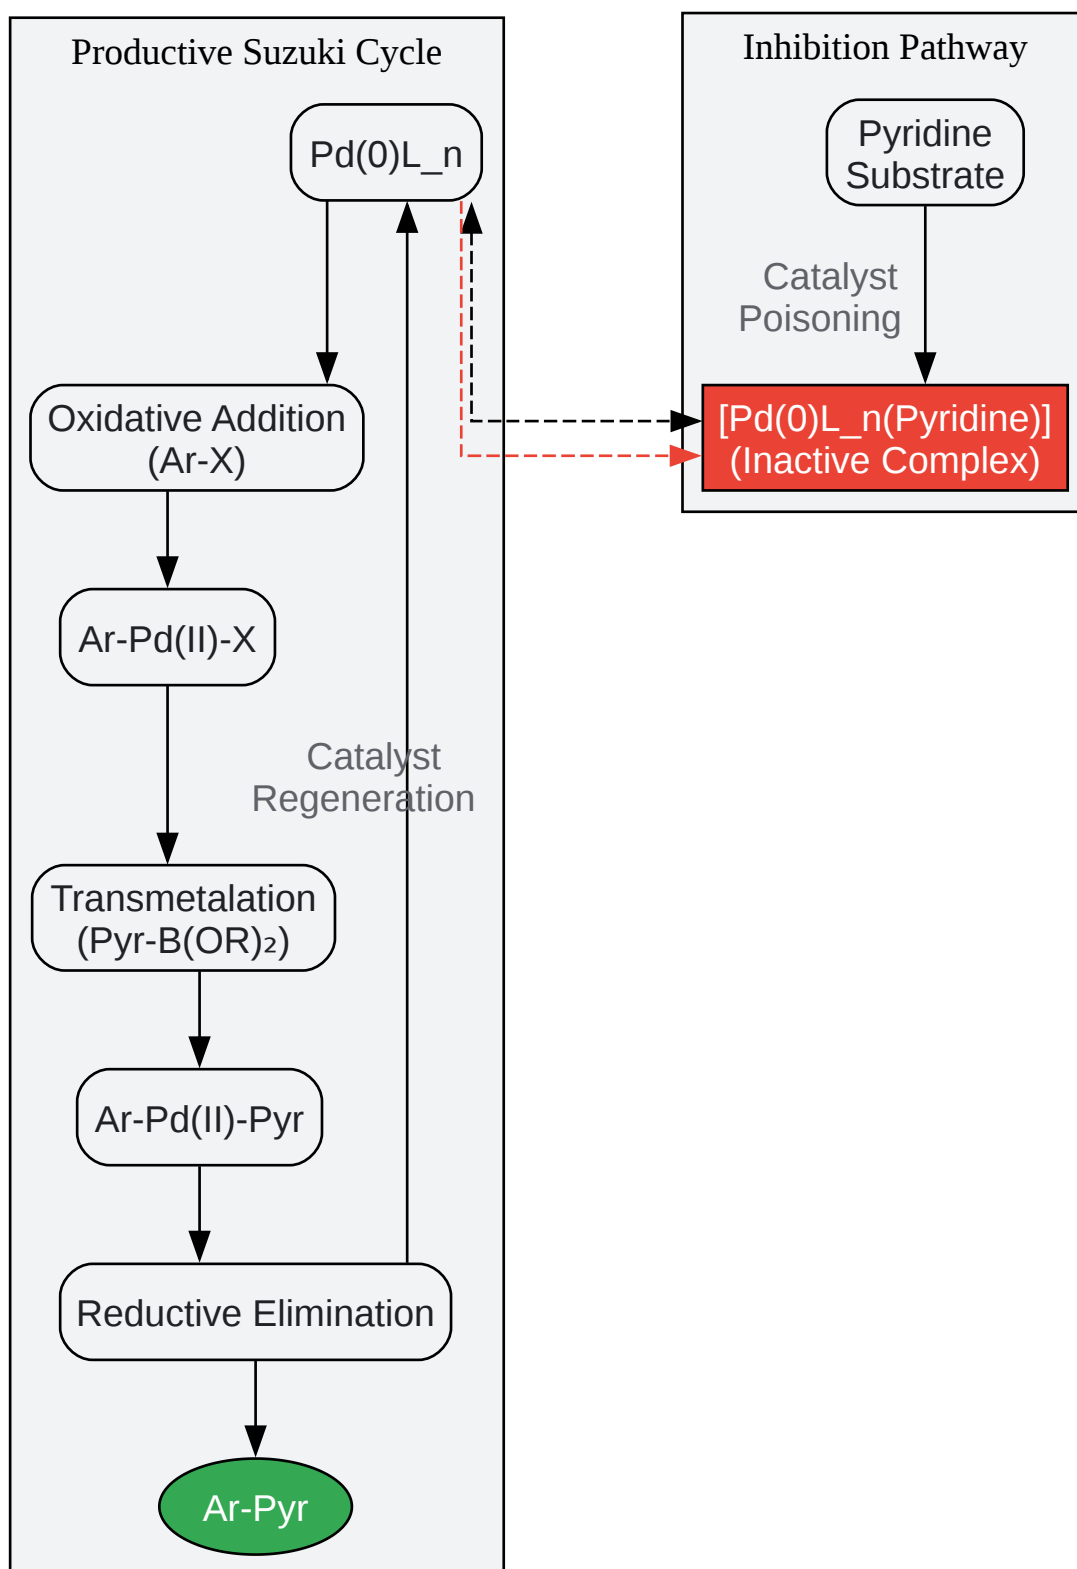 Productive Suzuki Cycle
Pd(0)L_n
Oxidative Addition
(Ar-X)
Ar-Pd(II)-X
Catalyst
Regeneration
Transmetalation
(Pyr-B(OR)₂)
Ar-Pd(II)-Pyr
Reductive Elimination
Ar-Pyr
Inhibition Pathway
Pyridine
Substrate
Catalyst
Poisoning
[Pd(0)L_n(Pyridine)]
(Inactive Complex)